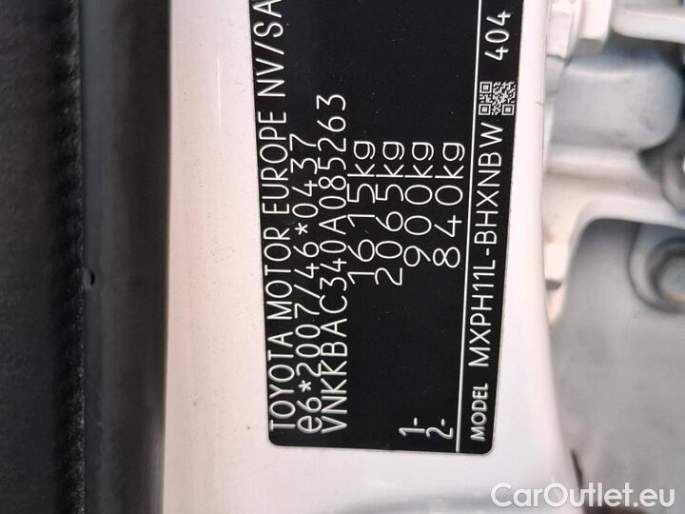 TOYOTA MOTOR EUROPE NV/SA
e6*2007/46*0437
VNKKBAC340A085263
1615kg
2065kg
1- 900kg
2- 840kg
MODEL MXPH11L-BHXNBW 404
CarOutlet.eu